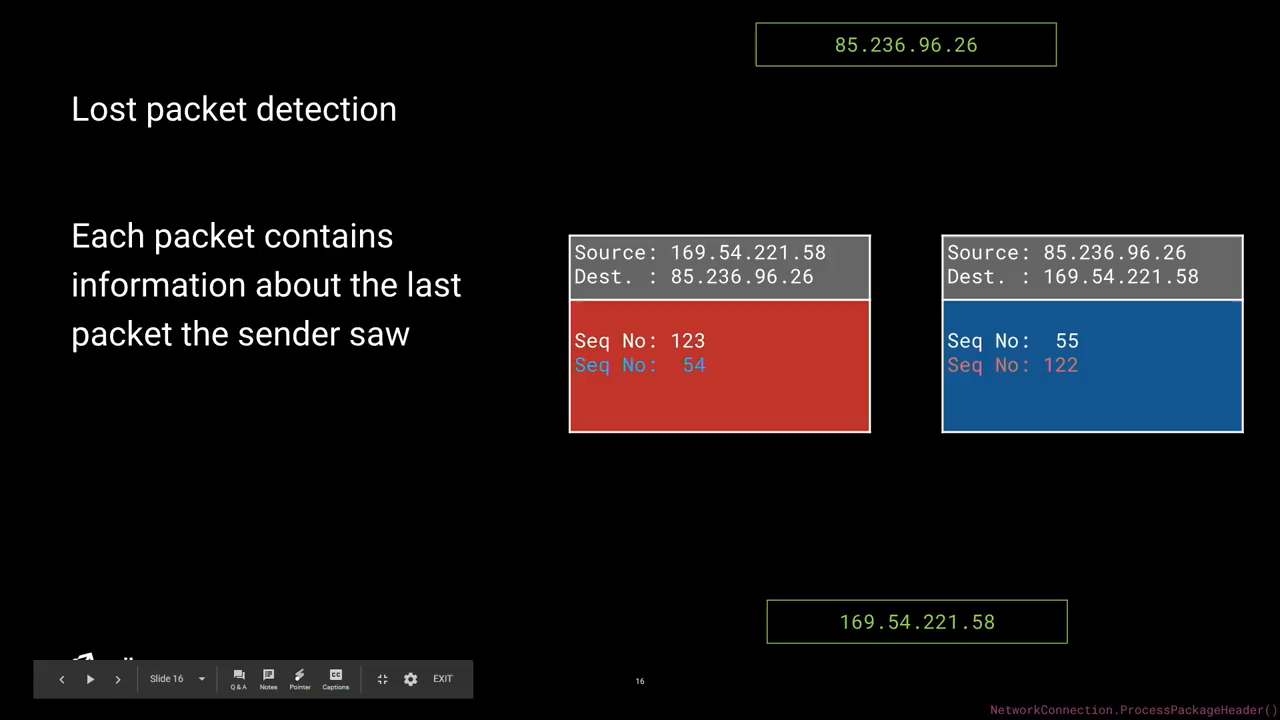 85.236.96.26
Lost packet detection
Each packet contains
information about the last
packet the sender saw
Source: 169.54.221.58
Dest. : 85.236.96.26
Seq No: 123
Seq No:  54
Source: 85.236.96.26
Dest. : 169.54.221.58
Seq No:  55
Seq No: 122
169.54.221.58
Slide 16
Q & A
Notes
Pointer
CC
Captions
EXIT
16
NetworkConnection.ProcessPackageHeader()